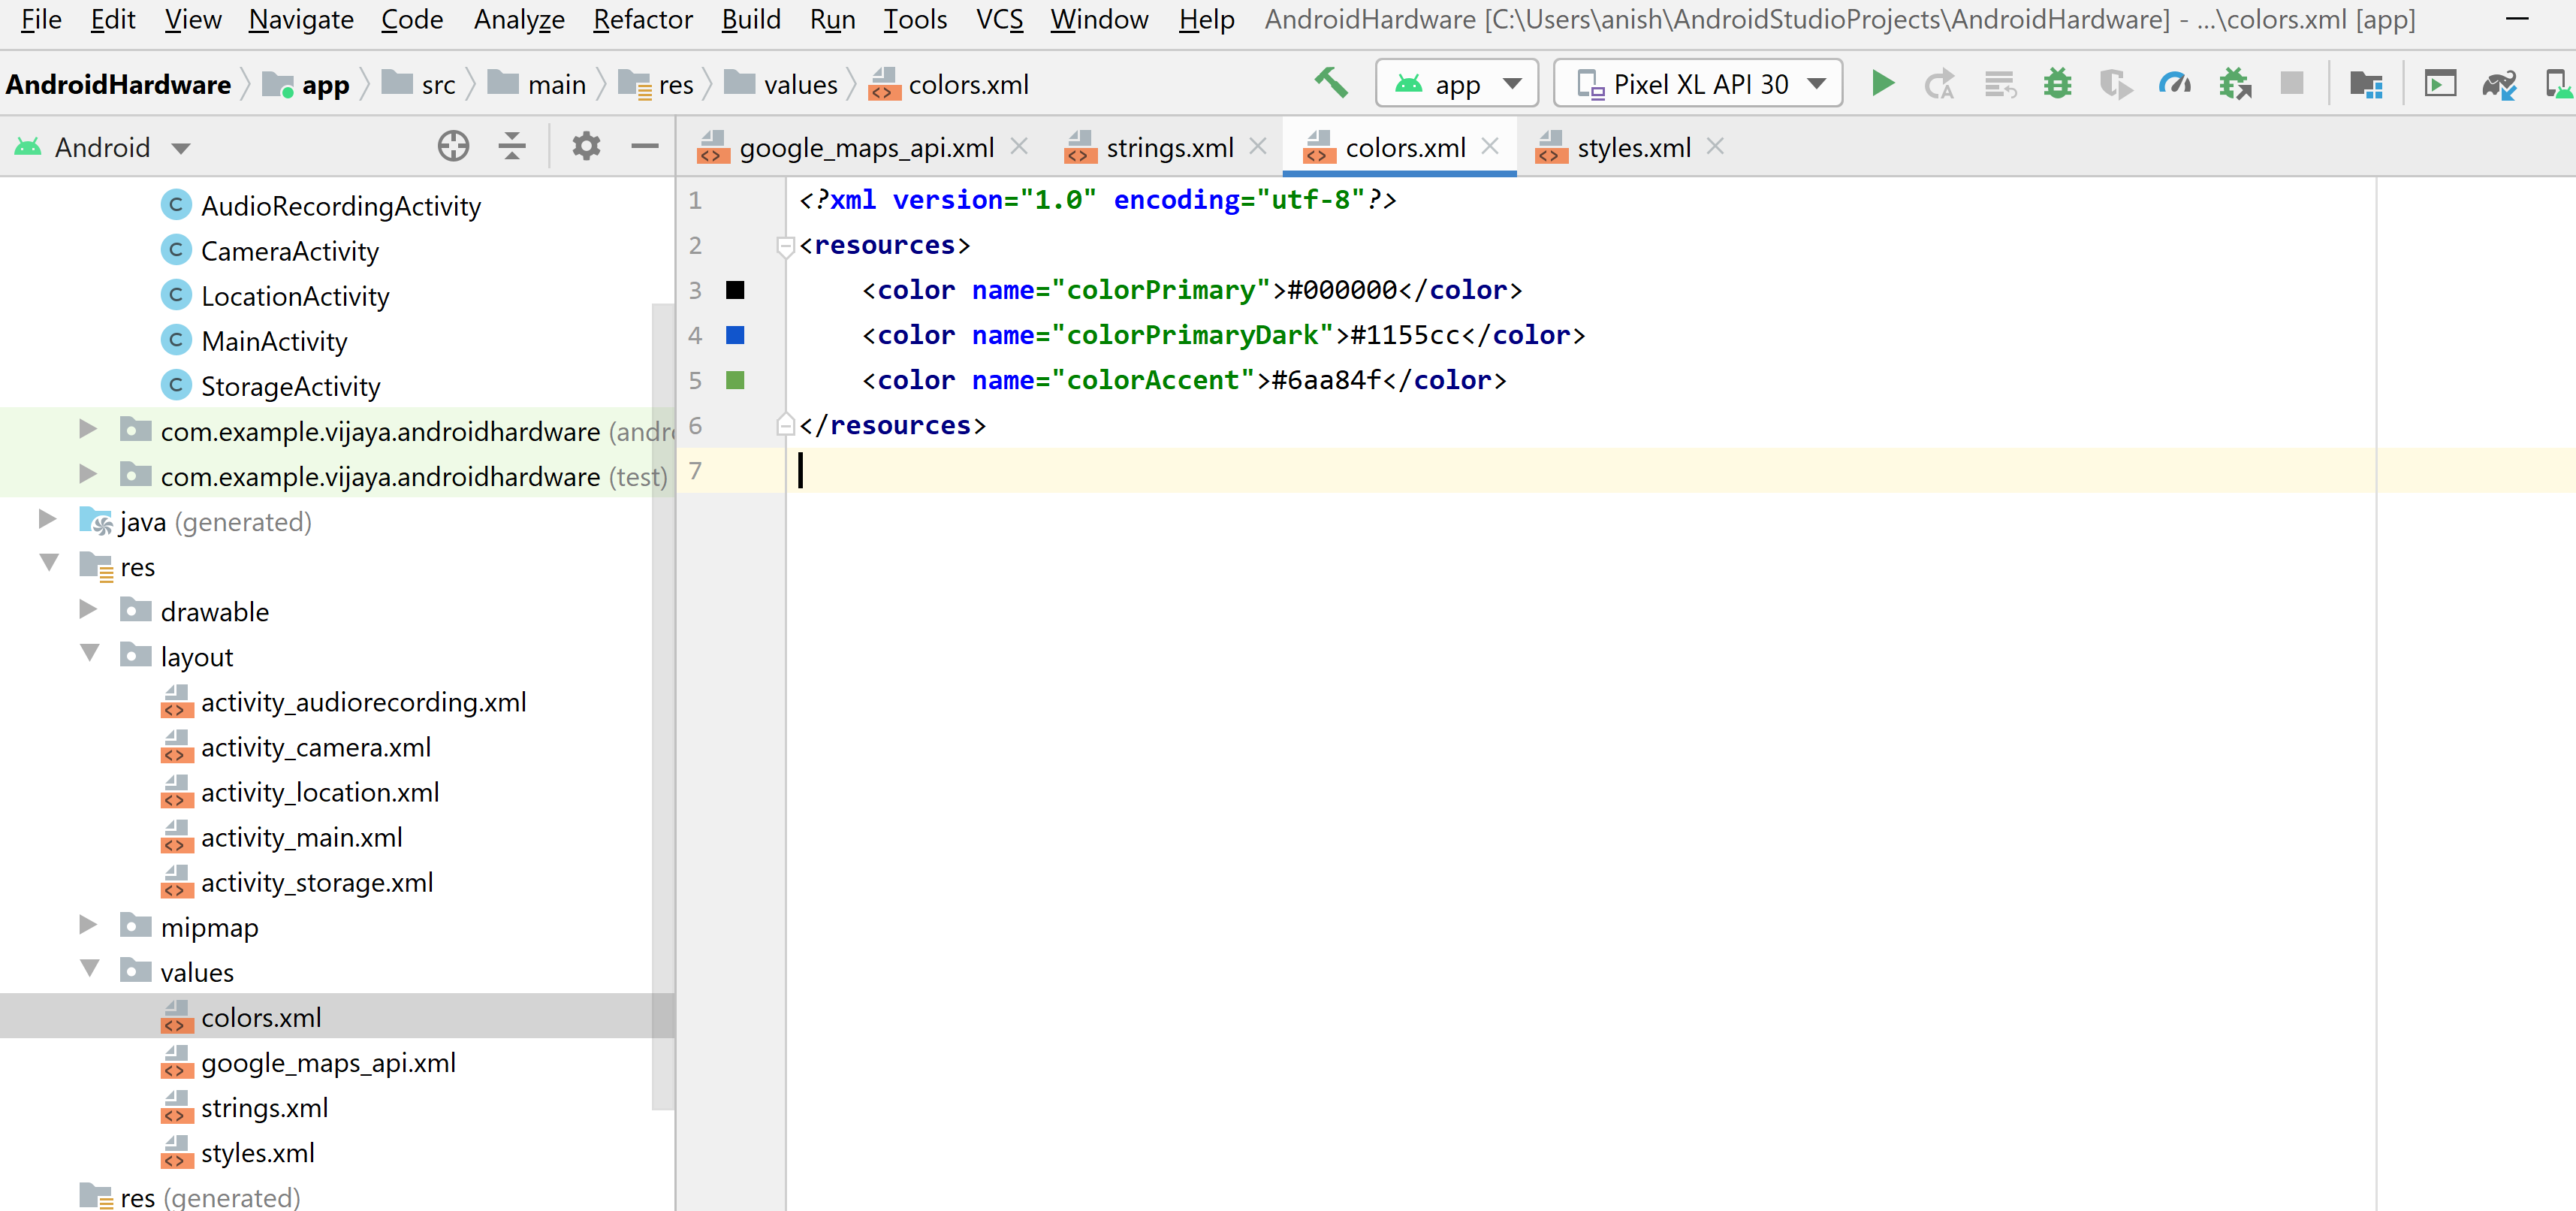 File Edit View Navigate Code Analyze Refactor Build Run Tools VCS Window Help AndroidHardware [C:\Users\anish\AndroidStudioProjects\AndroidHardware] - ...\colors.xml [app]
AndroidHardware app src main res values colors.xml app Pixel XL API 30
Android
google_maps_api.xml strings.xml colors.xml styles.xml
AudioRecordingActivity
CameraActivity
LocationActivity
MainActivity
StorageActivity
com.example.vijaya.androidhardware (andr
com.example.vijaya.androidhardware (test)
java (generated)
res
drawable
layout
activity_audiorecording.xml
activity_camera.xml
activity_location.xml
activity_main.xml
activity_storage.xml
mipmap
values
colors.xml
google_maps_api.xml
strings.xml
styles.xml
res (generated)
1 <?xml version="1.0" encoding="utf-8"?>
2 <resources>
3 <color name="colorPrimary">#000000</color>
4 <color name="colorPrimaryDark">#1155cc</color>
5 <color name="colorAccent">#6aa84f</color>
6 </resources>
7